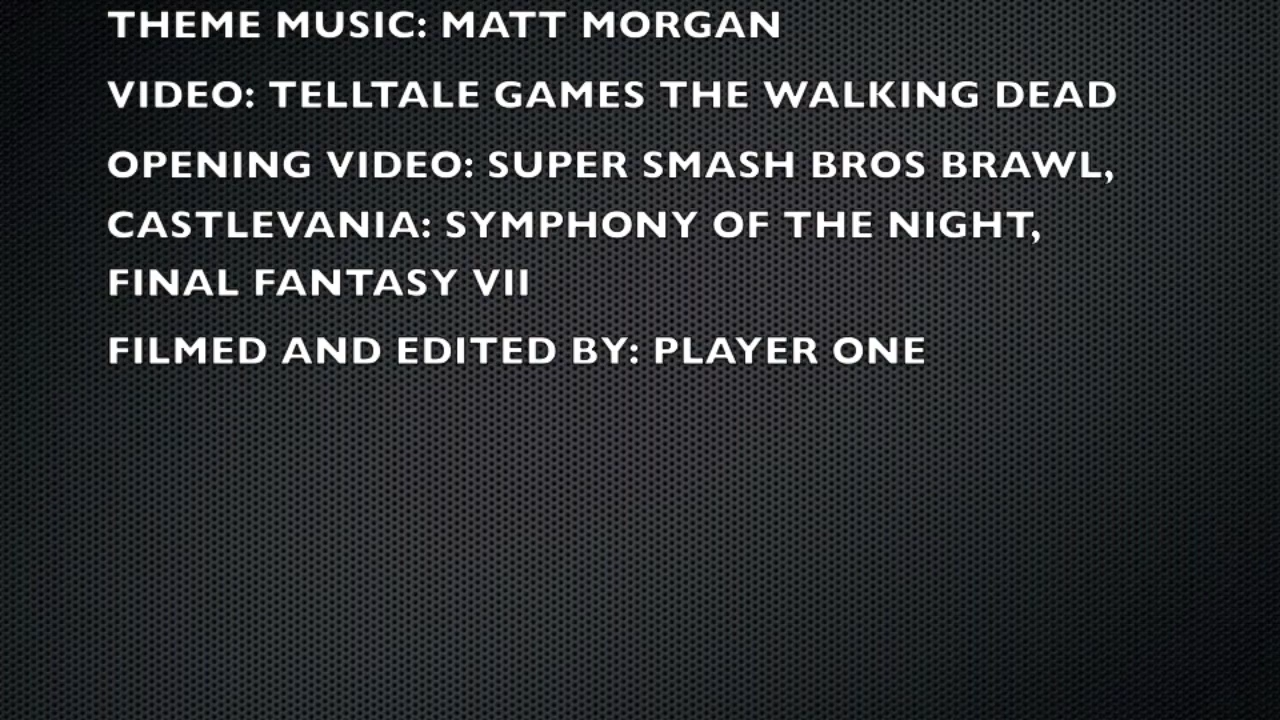 THEME MUSIC: MATT MORGAN
VIDEO: TELLTALE GAMES THE WALKING DEAD
OPENING VIDEO: SUPER SMASH BROS BRAWL,
CASTLEVANIA: SYMPHONY OF THE NIGHT,
FINAL FANTASY VII
FILMED AND EDITED BY: PLAYER ONE